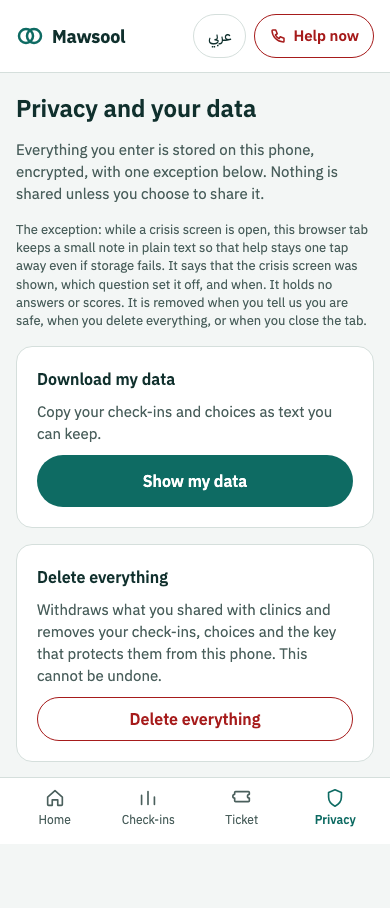 Mawsool
عربي
Help now
Privacy and your data
Everything you enter is stored on this phone,
encrypted, with one exception below. Nothing is
shared unless you choose to share it.
The exception: while a crisis screen is open, this browser tab
keeps a small note in plain text so that help stays one tap
away even if storage fails. It says that the crisis screen was
shown, which question set it off, and when. It holds no
answers or scores. It is removed when you tell us you are
safe, when you delete everything, or when you close the tab.
Download my data
Copy your check-ins and choices as text you
can keep.
Show my data
Delete everything
Withdraws what you shared with clinics and
removes your check-ins, choices and the key
that protects them from this phone. This
cannot be undone.
Delete everything
Home
Check-ins
Ticket
Privacy